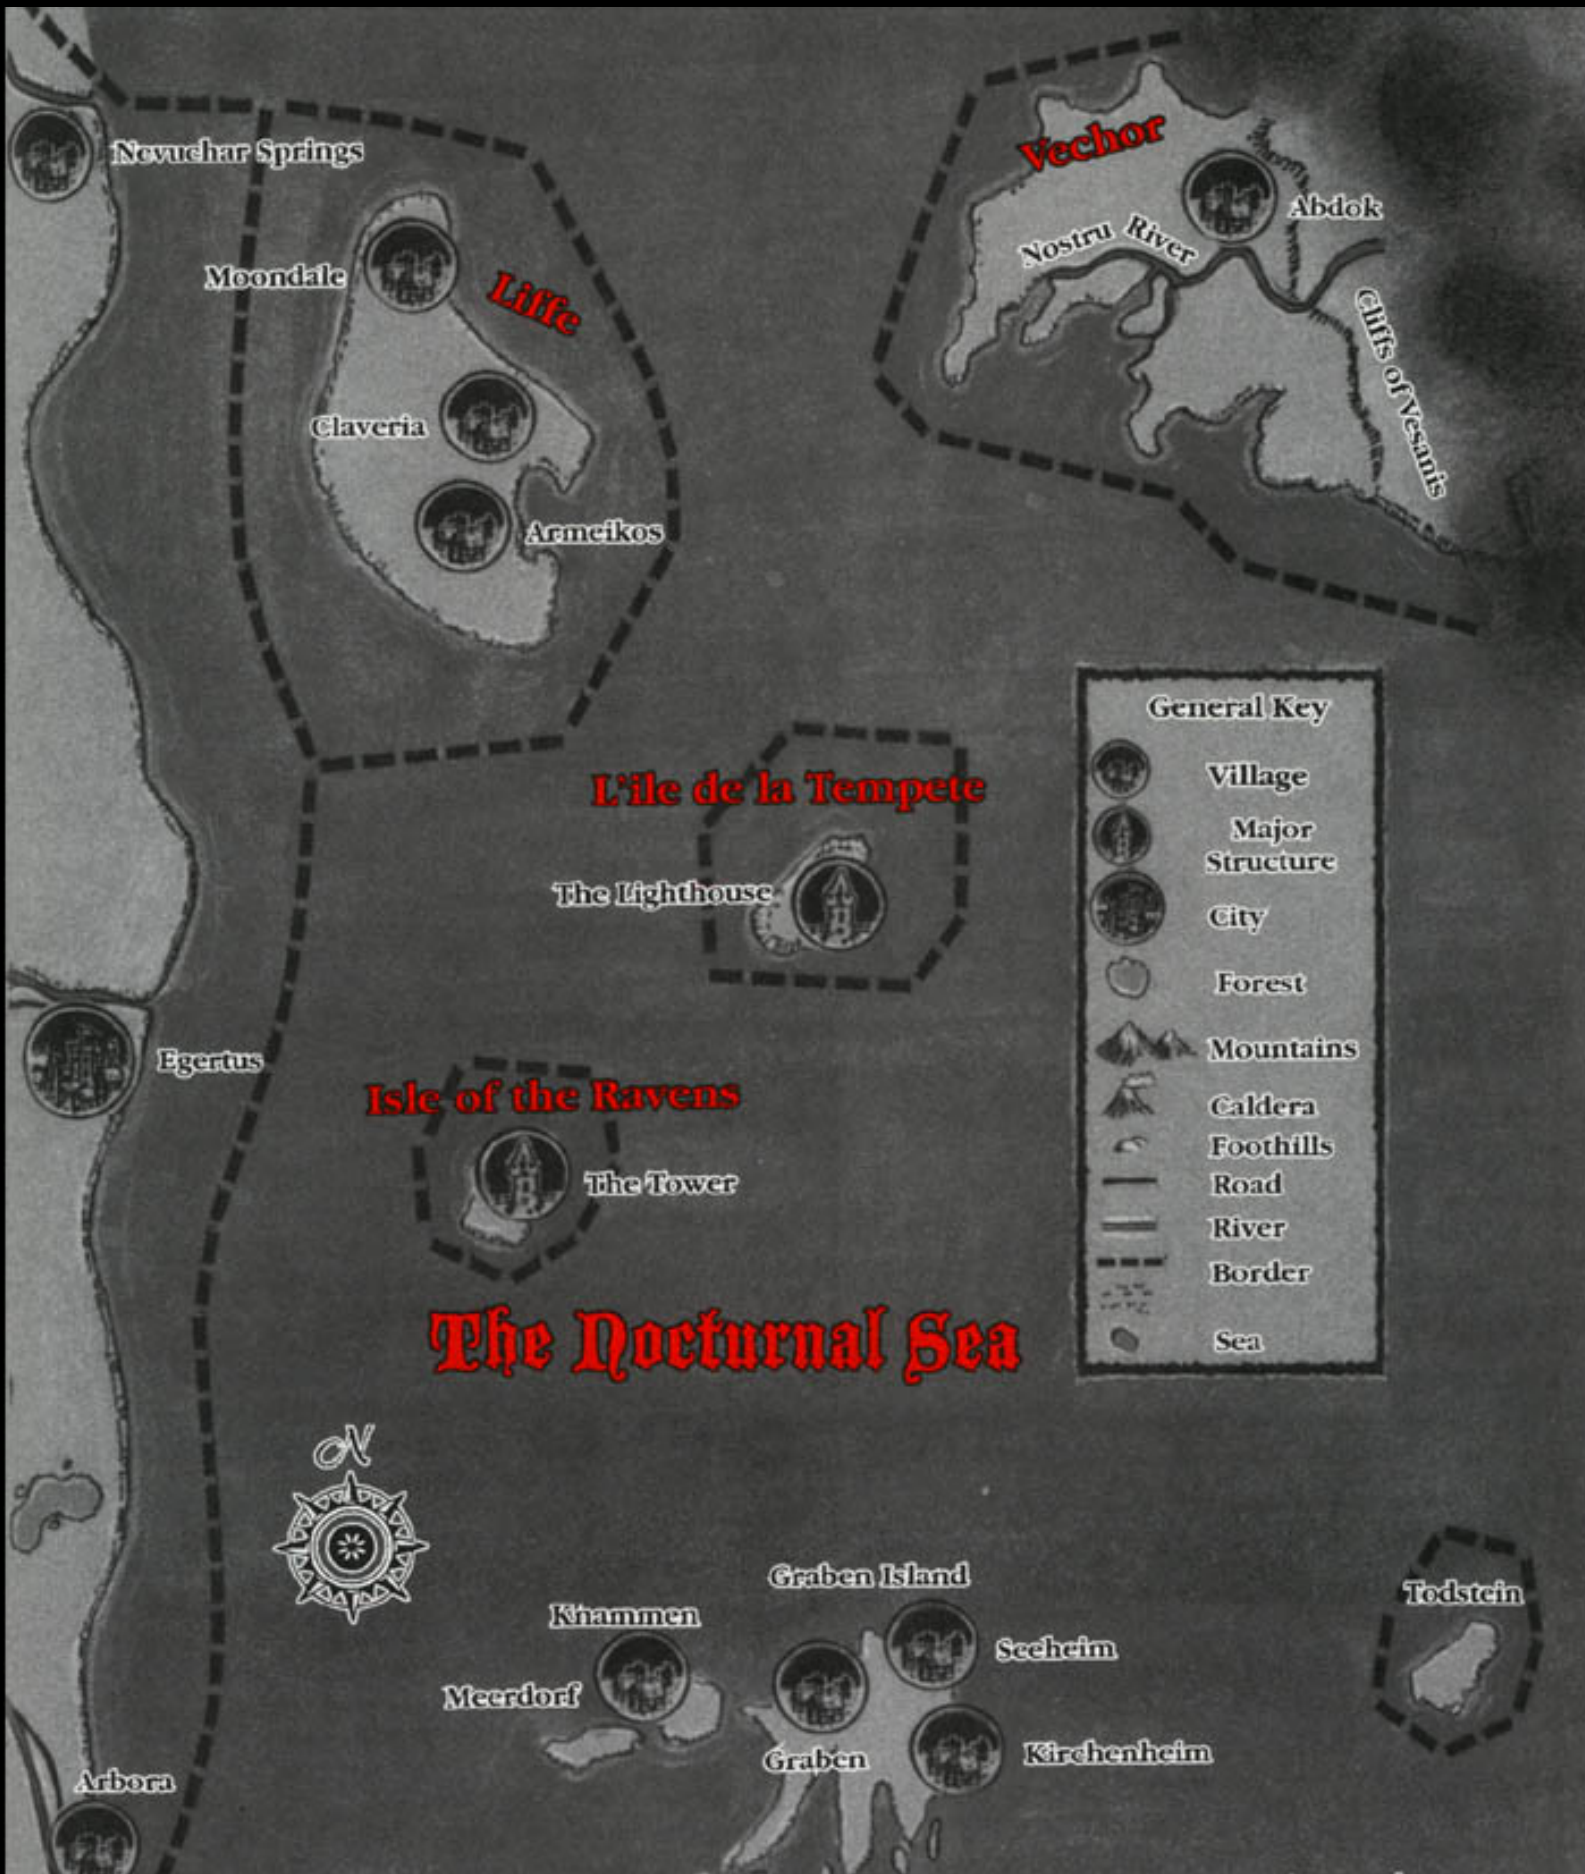 Nevuchar Springs
Vechor
Abdok
Nostru River
Moondale
Liffe
Cliffs of Vesanis
Claveria
Armeikos
General Key
Village
Major
Structure
City
Forest
Mountains
Caldera
Foothills
Road
River
Border
Sea
L'ile de la Tempete
The Lighthouse
Egertus
Isle of the Ravens
The Tower
The Nocturnal Sea
N
Graben Island
Knammen
Todstein
Seeheim
Meerdorf
Graben
Kirchenheim
Arbora